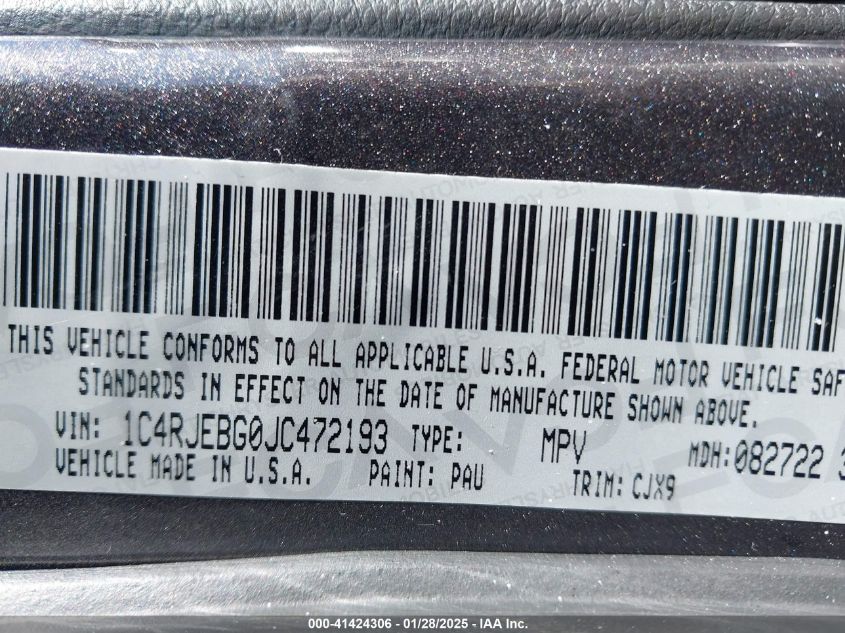 THIS VEHICLE CONFORMS TO ALL APPLICABLE U.S.A. FEDERAL MOTOR VEHICLE SAF
STANDARDS IN EFFECT ON THE DATE OF MANUFACTURE SHOWN ABOVE.
VIN: 1C4RJEBG0JC472193 TYPE: MPV MDH:082722 3
VEHICLE MADE IN U.S.A. PAINT: PAU TRIM: CJX9
000-41424306 | 01/28/2025 | © IAA Inc.